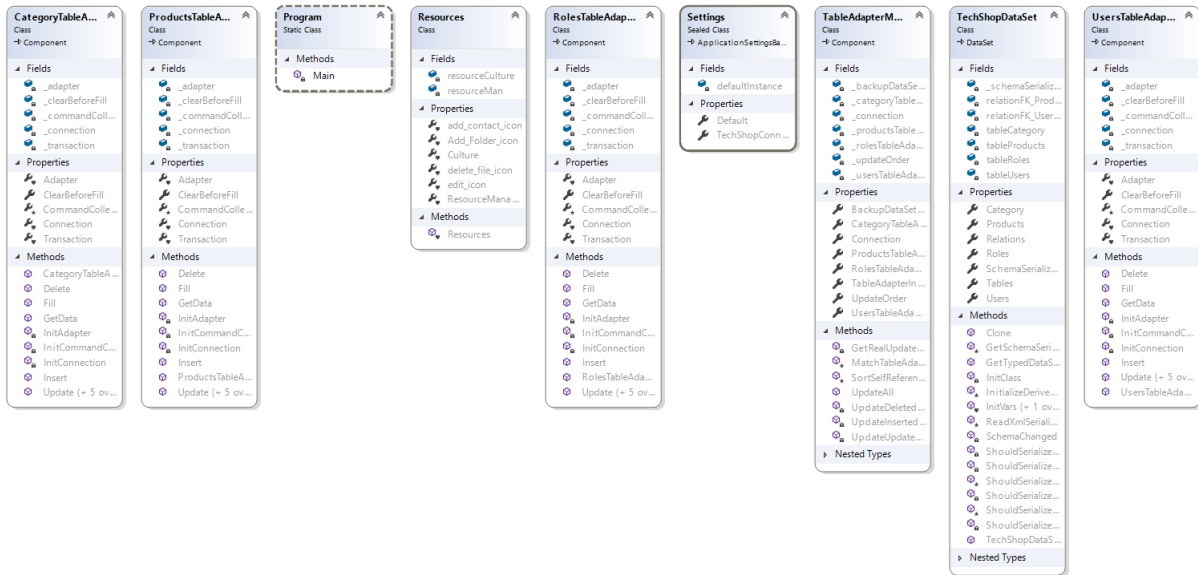 CategoryTableA...
Class
→ Component
Fields
_adapter
_clearBeforeFill
_commandColl...
_connection
_transaction
Properties
Adapter
ClearBeforeFill
CommandColle...
Connection
Transaction
Methods
CategoryTableA...
Delete
Fill
GetData
InitAdapter
InitCommandC...
InitConnection
Insert
Update (+ 5 ov...
ProductsTableA...
Class
→ Component
Fields
_adapter
_clearBeforeFill
_commandColl...
_connection
_transaction
Properties
Adapter
ClearBeforeFill
CommandColle...
Connection
Transaction
Methods
Delete
Fill
GetData
InitAdapter
InitCommandC...
InitConnection
Insert
ProductsTableA...
Update (+ 5 ov...
Program
Static Class
Methods
Main
Resources
Class
Fields
resourceCulture
resourceMan
Properties
add_contact_icon
Add_Folder_icon
Culture
delete_file_icon
edit_icon
ResourceMana...
Methods
Resources
RolesTableAdap...
Class
→ Component
Fields
_adapter
_clearBeforeFill
_commandColl...
_connection
_transaction
Properties
Adapter
ClearBeforeFill
CommandColle...
Connection
Transaction
Methods
Delete
Fill
GetData
InitAdapter
InitCommandC...
InitConnection
Insert
RolesTableAda...
Update (+ 5 ov...
Settings
Sealed Class
→ ApplicationSettingsBa...
Fields
defaultInstance
Properties
Default
TechShopConn...
TableAdapterM...
Class
→ Component
Fields
_backupDataSe...
_categoryTable...
_connection
_productsTable...
_rolesTableAda...
_updateOrder
_usersTableAda...
Properties
BackupDataSet...
CategoryTableA...
Connection
ProductsTableA...
RolesTableAda...
TableAdapterIn...
UpdateOrder
UsersTableAda...
Methods
GetRealUpdate...
MatchTableAda...
SortSelfReferen...
UpdateAll
UpdateDeleted...
UpdateInserted...
UpdateUpdate...
Nested Types
TechShopDataSet
Class
→ DataSet
Fields
_schemaSerializ...
relationFK_Prod...
relationFK_User...
tableCategory
tableProducts
tableRoles
tableUsers
Properties
Category
Products
Relations
Roles
SchemaSerializ...
Tables
Users
Methods
Clone
GetSchemaSeri...
GetTypedDataS...
InitClass
InitializeDerive...
InitVars (+ 1 ov...
ReadXmlSeriali...
SchemaChanged
ShouldSerialize...
ShouldSerialize...
ShouldSerialize...
ShouldSerialize...
ShouldSerialize...
ShouldSerialize...
TechShopDataS...
Nested Types
UsersTableAdap...
Class
→ Component
Fields
_adapter
_clearBeforeFill
_commandColl...
_connection
_transaction
Properties
Adapter
ClearBeforeFill
CommandColle...
Connection
Transaction
Methods
Delete
Fill
GetData
InitAdapter
InitCommandC...
InitConnection
Insert
Update (+ 5 ov...
UsersTableAda...